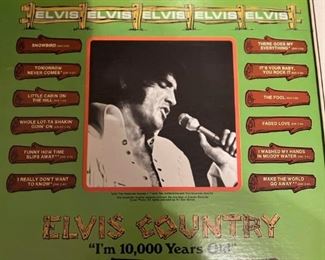 ELVIS ELVIS ELVIS ELVIS ELVIS
SNOWBIRD
TOMORROW
NEVER COMES
LITTLE CABIN ON
THE HILL
WHOLE LOT-TA SHAKIN'
GOIN' ON
FUNNY HOW TIME
SLIPS AWAY
I REALLY DON'T WANT
TO KNOW
THERE GOES MY
EVERYTHING
IT'S YOUR BABY,
YOU ROCK IT
THE FOOL
FADED LOVE
I WASHED MY HANDS
IN MUDDY WATER
MAKE THE WORLD
GO AWAY
ELVIS COUNTRY
"I'm 10,000 Years Old"